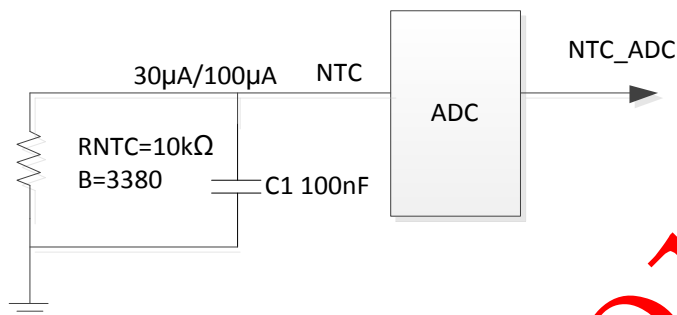 30μA/100μA
NTC
NTC_ADC
ADC
RNTC=10kΩ
B=3380
C1 100nF